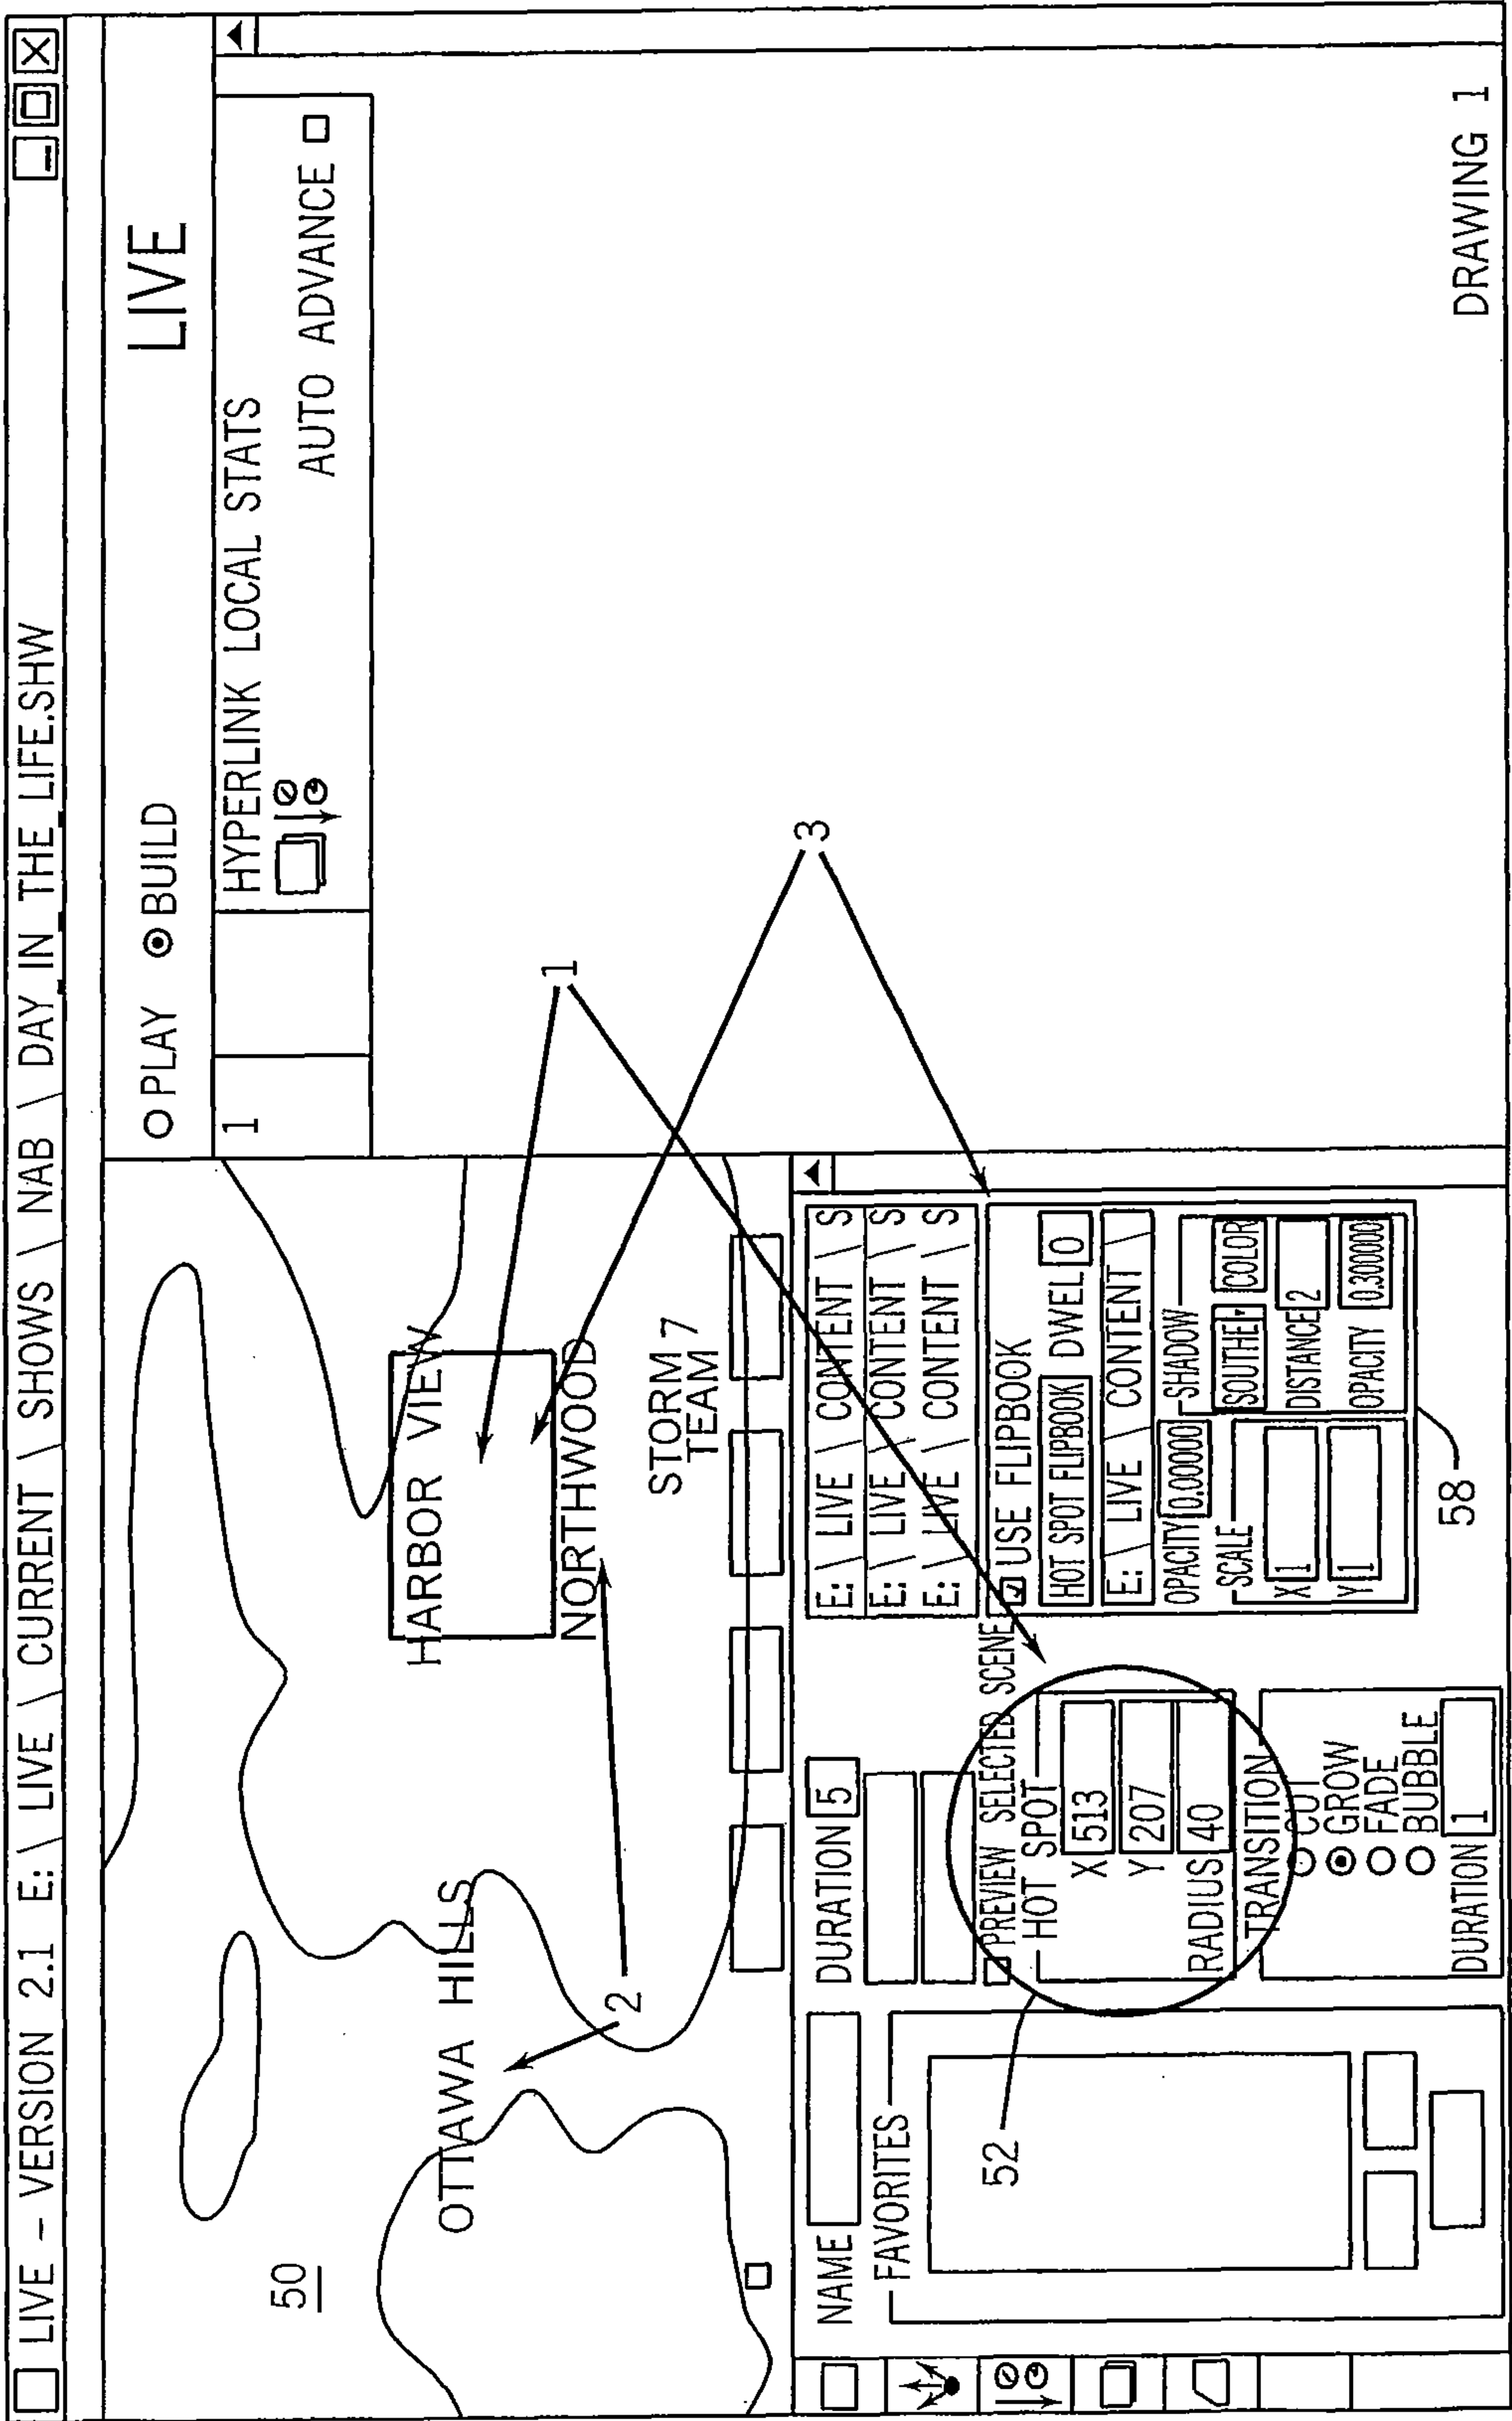 LIVE – VERSION 2.1 E: \ LIVE \ CURRENT \ SHOWS \ NAB \ DAY_IN_THE_LIFE.SHW
50
OTTAWA HILLS
HARBOR VIEW
NORTHWOOD
STORM 7
TEAM
1
2
3
PLAY BUILD
LIVE
1
HYPERLINK LOCAL STATS
AUTO ADVANCE
NAME
DURATION 5
FAVORITES
52
PREVIEW SELECTED SCENE
HOT SPOT
X 513
Y 207
RADIUS 40
TRANSITION
CUT
GROW
FADE
BUBBLE
DURATION 1
E: / LIVE / CONTENT / S
E: / LIVE / CONTENT / S
E: / LIVE / CONTENT / S
USE FLIPBOOK
HOT SPOT FLIPBOOK DWEL 0
E: / LIVE / CONTENT /
OPACITY 0.00000
SCALE
X 1
Y 1
SHADOW
SOUTHE COLOR
DISTANCE 2
OPACITY 0.300000
58
DRAWING 1